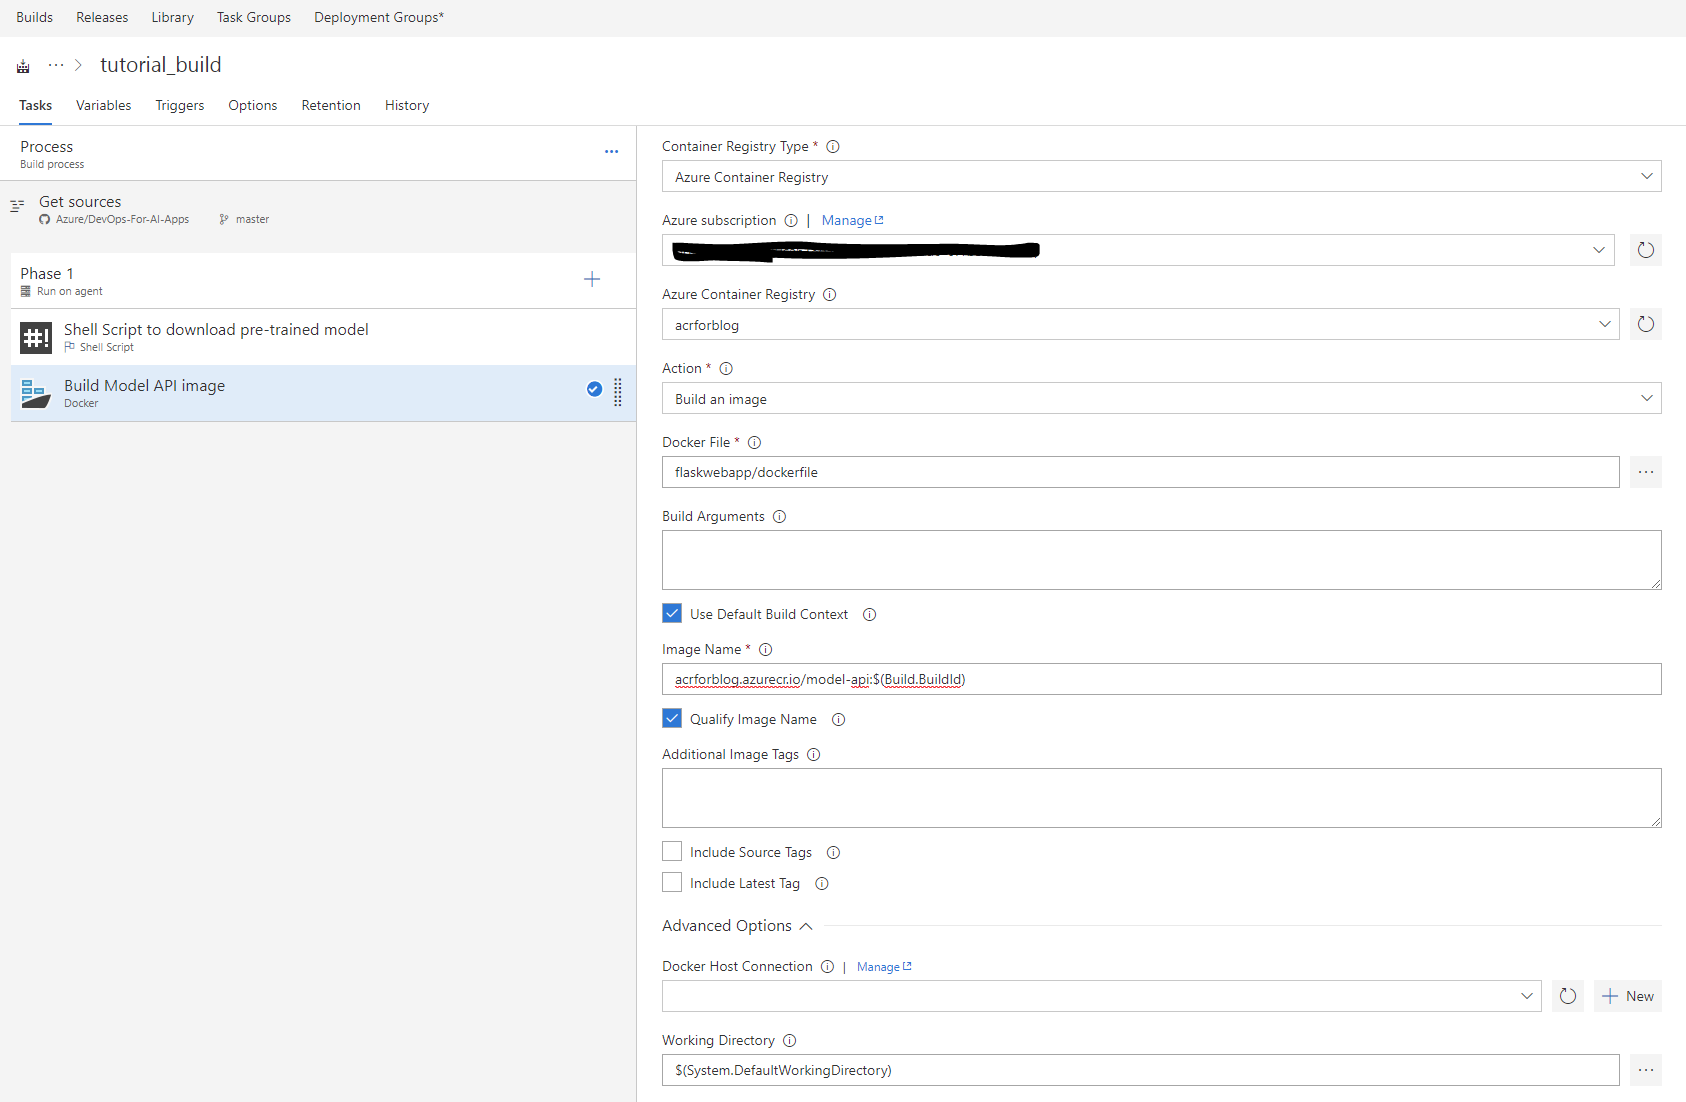 Builds Releases Library Task Groups Deployment Groups*
··· > tutorial_build
Tasks Variables Triggers Options Retention History
Process
Build process
Get sources
Azure/DevOps-For-AI-Apps master
Phase 1
Run on agent
#! Shell Script to download pre-trained model
Shell Script
Build Model API image
Docker
Container Registry Type *
Azure Container Registry
Azure subscription | Manage
Azure Container Registry
acrforblog
Action *
Build an image
Docker File *
flaskwebapp/dockerfile
Build Arguments
Use Default Build Context
Image Name *
acrforblog.azurecr.io/model-api:$(Build.BuildId)
Qualify Image Name
Additional Image Tags
Include Source Tags
Include Latest Tag
Advanced Options
Docker Host Connection | Manage
New
Working Directory
$(System.DefaultWorkingDirectory)